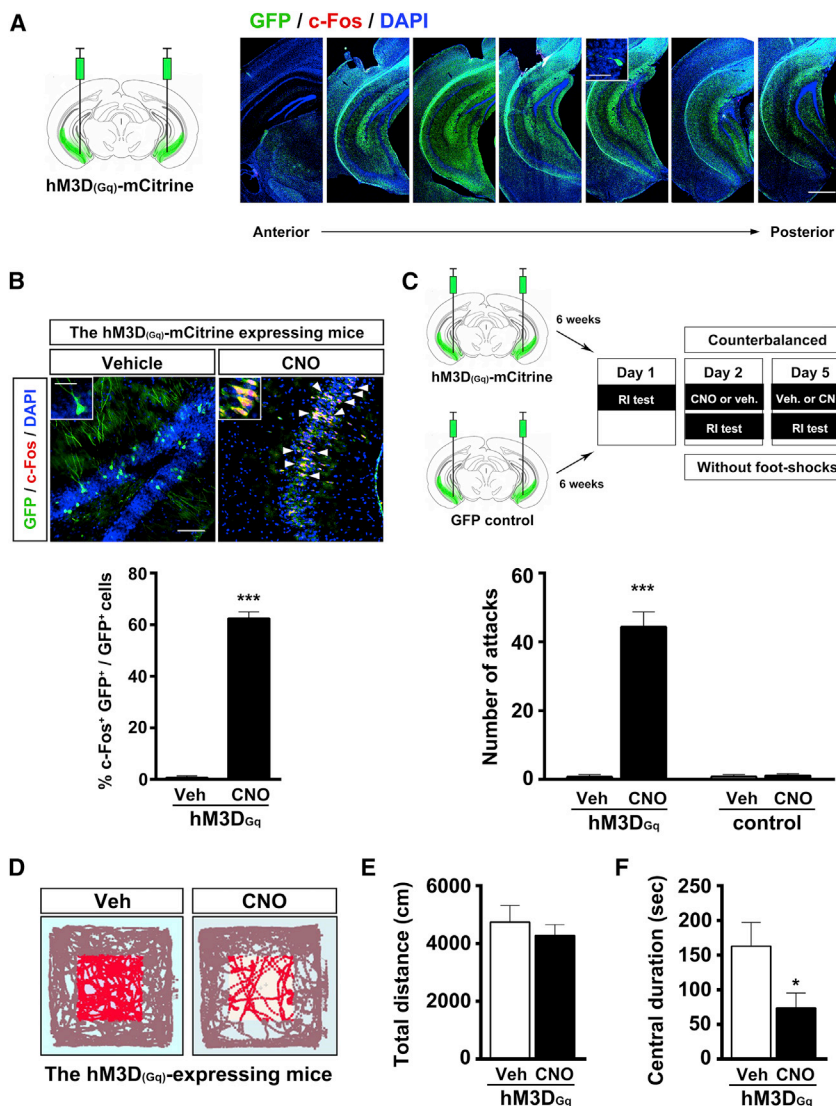 A
GFP / c-Fos / DAPI
hM3D(Gq)-mCitrine
Anterior
Posterior
B
The hM3D(Gq)-mCitrine expressing mice
Vehicle
CNO
GFP / c-Fos / DAPI
% c-Fos+ GFP+ / GFP+ cells
80
60
40
20
0
***
Veh CNO
hM3DGq
C
hM3D(Gq)-mCitrine
6 weeks
GFP control
6 weeks
Counterbalanced
Day 1
Day 2
Day 5
RI test
CNO or veh.
Veh. or CN
RI test
RI test
Without foot-shocks
Number of attacks
60
40
20
0
***
Veh CNO
hM3DGq
Veh CNO
control
D
Veh
CNO
The hM3D(Gq)-expressing mice
E
Total distance (cm)
6000
4000
2000
0
Veh CNO
hM3DGq
F
Central duration (sec)
250
200
150
100
50
0
*
Veh CNO
hM3DGq